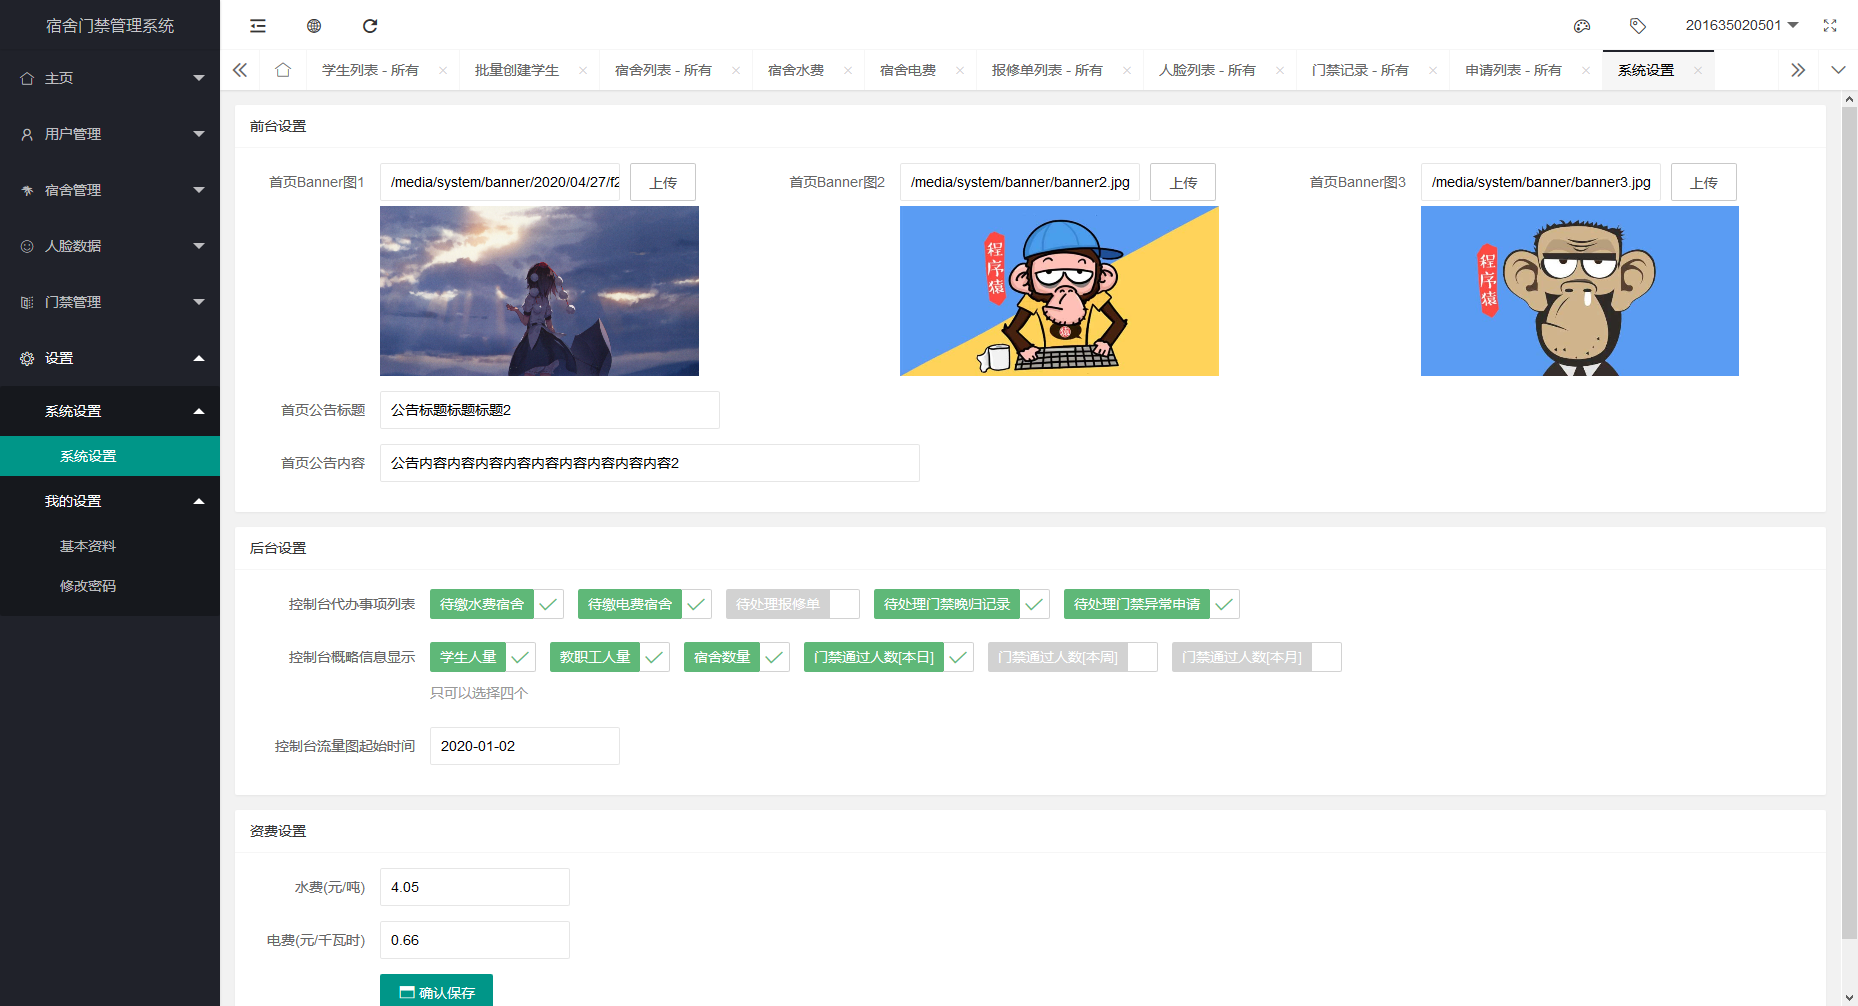 宿舍门禁管理系统
201635020501
主页
用户管理
宿舍管理
人脸数据
门禁管理
设置
系统设置
系统设置
我的设置
基本资料
修改密码
学生列表 - 所有
批量创建学生
宿舍列表 - 所有
宿舍水费
宿舍电费
报修单列表 - 所有
人脸列表 - 所有
门禁记录 - 所有
申请列表 - 所有
系统设置
前台设置
首页Banner图1
/media/system/banner/2020/04/27/f2
上传
首页Banner图2
/media/system/banner/banner2.jpg
上传
首页Banner图3
/media/system/banner/banner3.jpg
上传
程序猿
程序猿
首页公告标题
公告标题标题标题2
首页公告内容
公告内容内容内容内容内容内容内容内容内容2
后台设置
控制台代办事项列表
待缴水费宿舍
待缴电费宿舍
待处理报修单
待处理门禁晚归记录
待处理门禁异常申请
控制台概略信息显示
学生人量
教职工人量
宿舍数量
门禁通过人数[本日]
门禁通过人数[本周]
门禁通过人数[本月]
只可以选择四个
控制台流量图起始时间
2020-01-02
资费设置
水费(元/吨)
4.05
电费(元/千瓦时)
0.66
确认保存